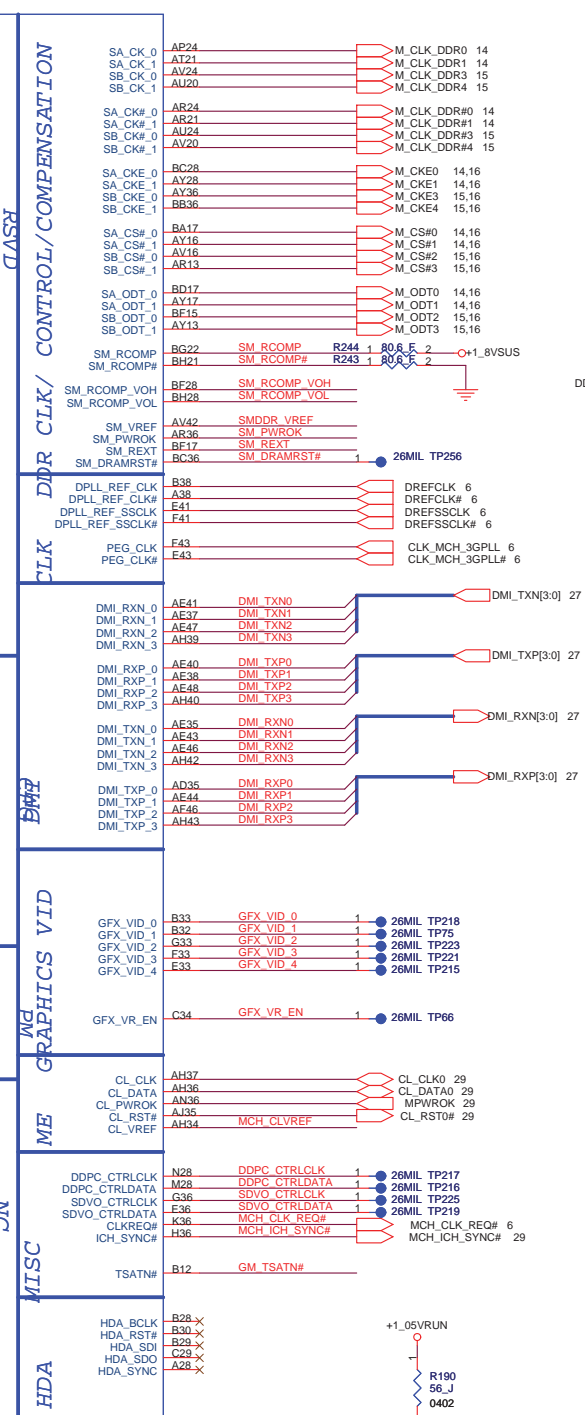 RSVD
DDR CLK/ CONTROL/COMPENSATION
SA_CK_0 AP24 M_CLK_DDR0 14
SA_CK_1 AT21 M_CLK_DDR1 14
SB_CK_0 AV24 M_CLK_DDR3 15
SB_CK_1 AU20 M_CLK_DDR4 15
SA_CK#_0 AR24 M_CLK_DDR#0 14
SA_CK#_1 AR21 M_CLK_DDR#1 14
SB_CK#_0 AU24 M_CLK_DDR#3 15
SB_CK#_1 AV20 M_CLK_DDR#4 15
SA_CKE_0 BC28 M_CKE0 14,16
SA_CKE_1 AY28 M_CKE1 14,16
SB_CKE_0 AY36 M_CKE3 15,16
SB_CKE_1 BB36 M_CKE4 15,16
SA_CS#_0 BA17 M_CS#0 14,16
SA_CS#_1 AY16 M_CS#1 14,16
SB_CS#_0 AV16 M_CS#2 15,16
SB_CS#_1 AR13 M_CS#3 15,16
SA_ODT_0 BD17 M_ODT0 14,16
SA_ODT_1 AY17 M_ODT1 14,16
SB_ODT_0 BF15 M_ODT2 15,16
SB_ODT_1 AY13 M_ODT3 15,16
SM_RCOMP BG22 SM_RCOMP R244 1 80.6_F 2 +1_8VSUS
SM_RCOMP# BH21 SM_RCOMP# R243 1 80.6_F 2
SM_RCOMP_VOH BF28 SM_RCOMP_VOH
SM_RCOMP_VOL BH28 SM_RCOMP_VOL
SM_VREF AV42 SMDDR_VREF
SM_PWROK AR36 SM_PWROK
SM_REXT BF17 SM_REXT
SM_DRAMRST# BC36 SM_DRAMRST# 1 26MIL TP256
CLK
DPLL_REF_CLK B38 DREFCLK 6
DPLL_REF_CLK# A38 DREFCLK# 6
DPLL_REF_SSCLK E41 DREFSSCLK 6
DPLL_REF_SSCLK# F41 DREFSSCLK# 6
PEG_CLK F43 CLK_MCH_3GPLL 6
PEG_CLK# E43 CLK_MCH_3GPLL# 6
DMI
DMI_RXN_0 AE41 DMI_TXN0 DMI_TXN[3:0] 27
DMI_RXN_1 AE37 DMI_TXN1
DMI_RXN_2 AE47 DMI_TXN2
DMI_RXN_3 AH39 DMI_TXN3
DMI_RXP_0 AE40 DMI_TXP0 DMI_TXP[3:0] 27
DMI_RXP_1 AE38 DMI_TXP1
DMI_RXP_2 AE48 DMI_TXP2
DMI_RXP_3 AH40 DMI_TXP3
DMI_TXN_0 AE35 DMI_RXN0 DMI_RXN[3:0] 27
DMI_TXN_1 AE43 DMI_RXN1
DMI_TXN_2 AE46 DMI_RXN2
DMI_TXN_3 AH42 DMI_RXN3
DMI_TXP_0 AD35 DMI_RXP0 DMI_RXP[3:0] 27
DMI_TXP_1 AE44 DMI_RXP1
DMI_TXP_2 AF46 DMI_RXP2
DMI_TXP_3 AH43 DMI_RXP3
GRAPHICS VID
PM
GFX_VID_0 B33 GFX_VID_0 1 26MIL TP218
GFX_VID_1 B32 GFX_VID_1 1 26MIL TP75
GFX_VID_2 G33 GFX_VID_2 1 26MIL TP223
GFX_VID_3 F33 GFX_VID_3 1 26MIL TP221
GFX_VID_4 E33 GFX_VID_4 1 26MIL TP215
GFX_VR_EN C34 GFX_VR_EN 1 26MIL TP66
ME
CL_CLK AH37 CL_CLK0 29
CL_DATA AH36 CL_DATA0 29
CL_PWROK AN36 MPWROK 29
CL_RST# AJ35 CL_RST0# 29
CL_VREF AH34 MCH_CLVREF
NC
MISC
DDPC_CTRLCLK N28 DDPC_CTRLCLK 1 26MIL TP217
DDPC_CTRLDATA M28 DDPC_CTRLDATA 1 26MIL TP216
SDVO_CTRLCLK G36 SDVO_CTRLCLK 1 26MIL TP225
SDVO_CTRLDATA E36 SDVO_CTRLDATA 1 26MIL TP219
CLKREQ# K36 MCH_CLK_REQ# MCH_CLK_REQ# 6
ICH_SYNC# H36 MCH_ICH_SYNC# MCH_ICH_SYNC# 29
TSATN# B12 GM_TSATN#
HDA
HDA_BCLK B28
HDA_RST# B30
HDA_SDI B29
HDA_SDO C29
HDA_SYNC A28
+1_05VRUN
1
R190
56_J
0402